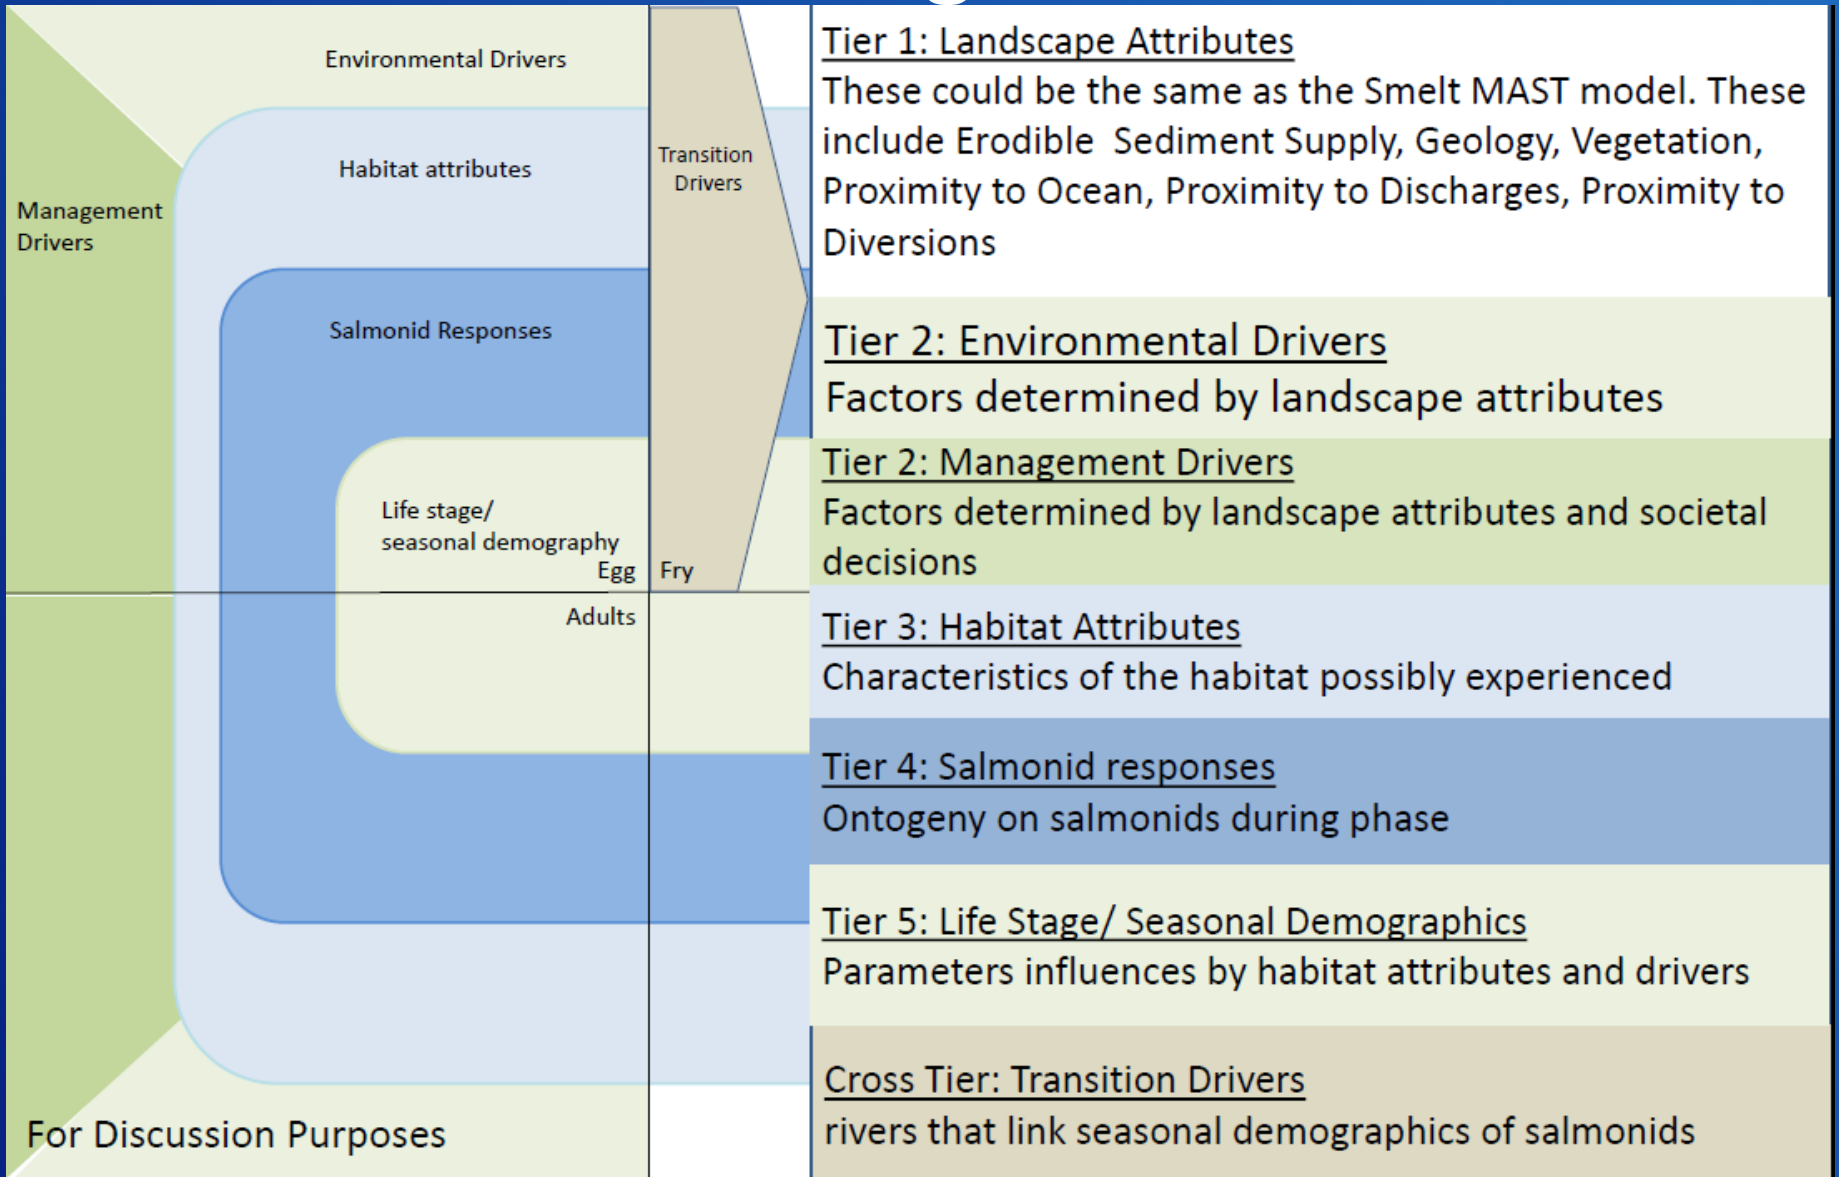 Environmental Drivers
Habitat attributes
Management
Drivers
Salmonid Responses
Transition
Drivers
Life stage/
seasonal demography
Egg
Fry
Adults
For Discussion Purposes
Tier 1: Landscape Attributes
These could be the same as the Smelt MAST model. These
include Erodible Sediment Supply, Geology, Vegetation,
Proximity to Ocean, Proximity to Discharges, Proximity to
Diversions
Tier 2: Environmental Drivers
Factors determined by landscape attributes
Tier 2: Management Drivers
Factors determined by landscape attributes and societal
decisions
Tier 3: Habitat Attributes
Characteristics of the habitat possibly experienced
Tier 4: Salmonid responses
Ontogeny on salmonids during phase
Tier 5: Life Stage/ Seasonal Demographics
Parameters influences by habitat attributes and drivers
Cross Tier: Transition Drivers
rivers that link seasonal demographics of salmonids